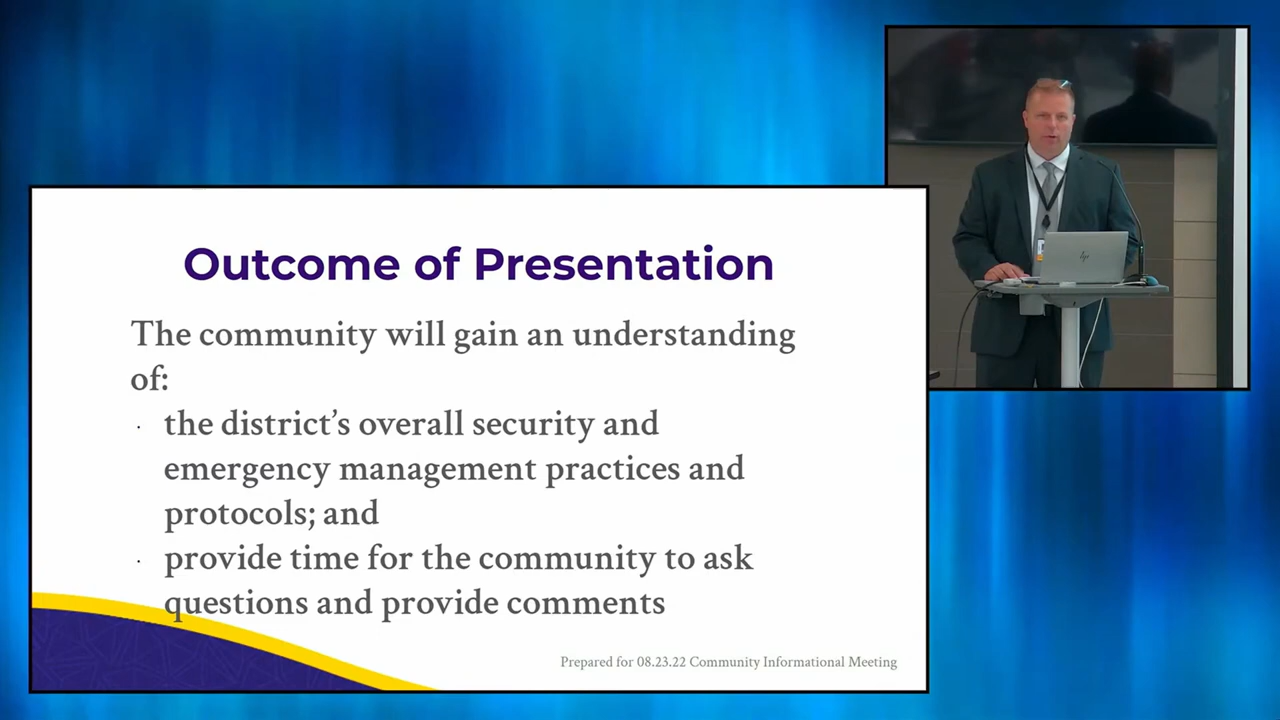 Outcome of Presentation
The community will gain an understanding
of:
· the district’s overall security and
emergency management practices and
protocols; and
· provide time for the community to ask
questions and provide comments
Prepared for 08.23.22 Community Informational Meeting
hp